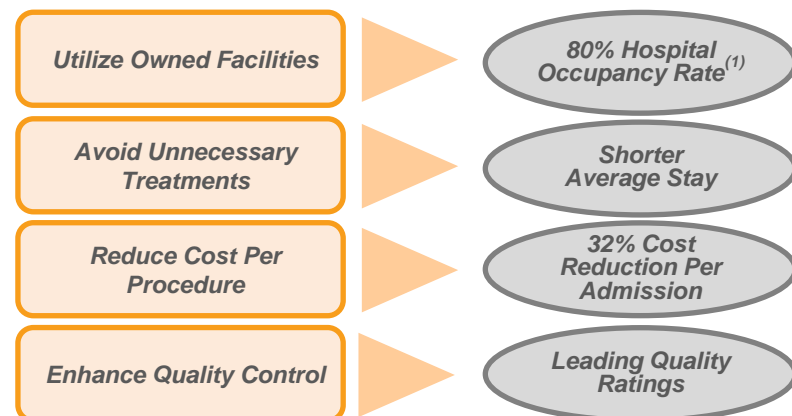 Utilize Owned Facilities
80% Hospital
Occupancy Rate(1)
Avoid Unnecessary
Treatments
Shorter
Average Stay
Reduce Cost Per
Procedure
32% Cost
Reduction Per
Admission
Enhance Quality Control
Leading Quality
Ratings